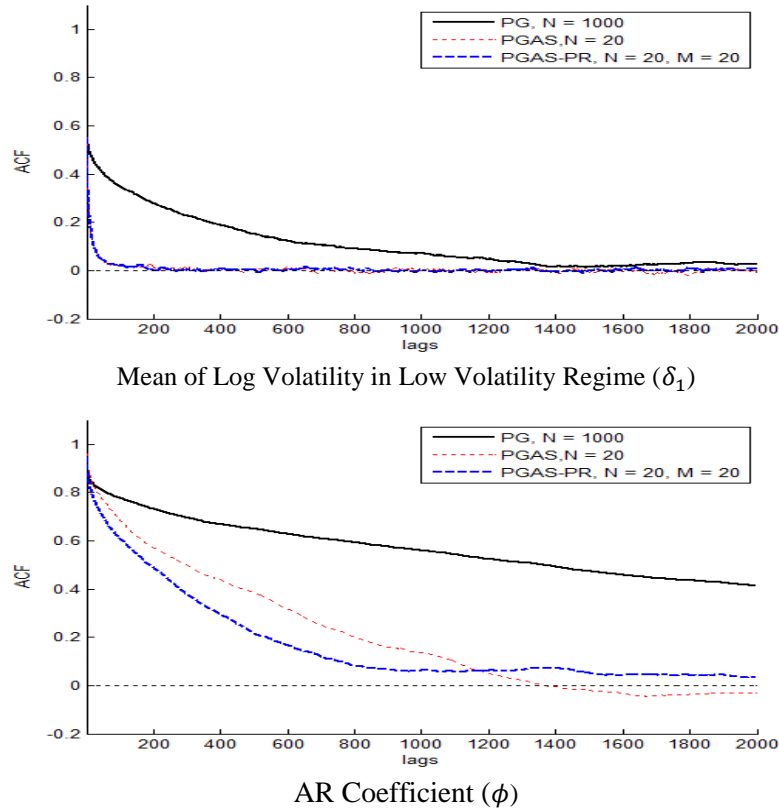 1
0.8
0.6
0.4
0.2
0
-0.2
ACF
PG, N = 1000
PGAS,N = 20
PGAS-PR, N = 20, M = 20
200 400 600 800 1000 1200 1400 1600 1800 2000
lags
Mean of Log Volatility in Low Volatility Regime (𝛿₁)
1
0.8
0.6
0.4
0.2
0
-0.2
ACF
PG, N = 1000
PGAS,N = 20
PGAS-PR, N = 20, M = 20
200 400 600 800 1000 1200 1400 1600 1800 2000
lags
AR Coefficient (𝜙)